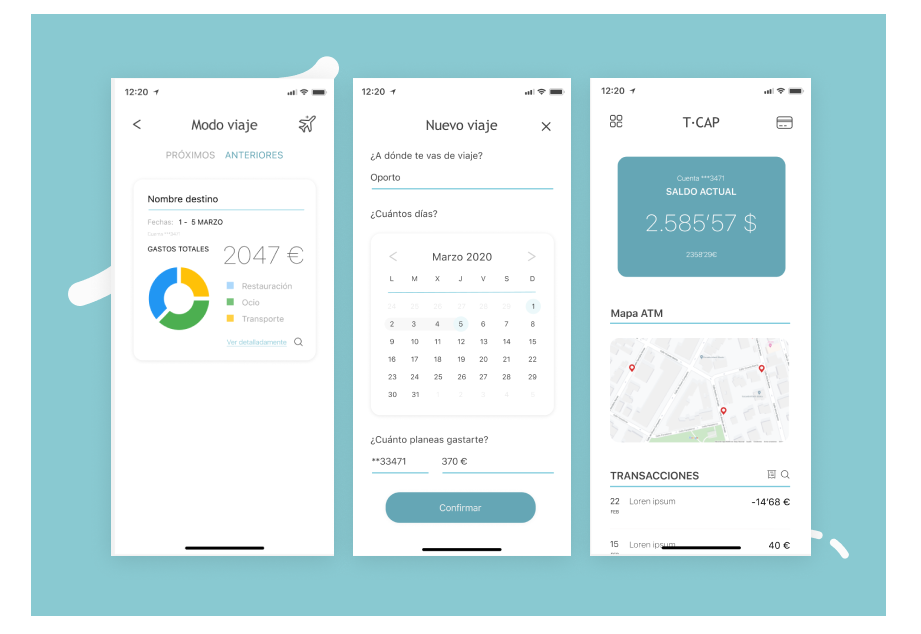 12:20
Modo viaje
PRÓXIMOS ANTERIORES
Nombre destino
Fechas: 1 - 5 MARZO
GASTOS TOTALES
2047 €
Restauración
Ocio
Transporte
Ver detalladamente
12:20
Nuevo viaje
¿A dónde te vas de viaje?
Oporto
¿Cuántos días?
< Marzo 2020 >
L M X J V S D
24 25 26 27 28 29 1
2 3 4 5 6 7 8
9 10 11 12 13 14 15
16 17 18 19 20 21 22
23 24 25 26 27 28 29
30 31 1 2 3 4 5
¿Cuánto planeas gastarte?
**33471 370 €
Confirmar
12:20
T·CAP
Cuenta ***3471
SALDO ACTUAL
2.585'57 $
2358'29€
Mapa ATM
TRANSACCIONES
22 Loren ipsum -14'68 €
FEB
15 Loren ipsum 40 €